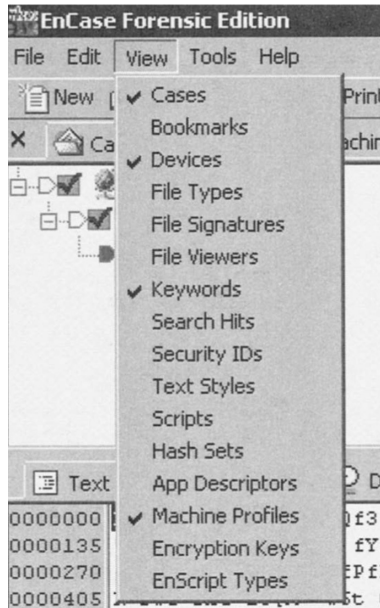 EnCase Forensic Edition
File Edit View Tools Help
New Print
Cases
Bookmarks
Devices
File Types
File Signatures
File Viewers
Keywords
Search Hits
Security IDs
Text Styles
Scripts
Hash Sets
App Descriptors
Machine Profiles
Encryption Keys
EnScript Types
Text
0000000
0000135
0000270
0000405